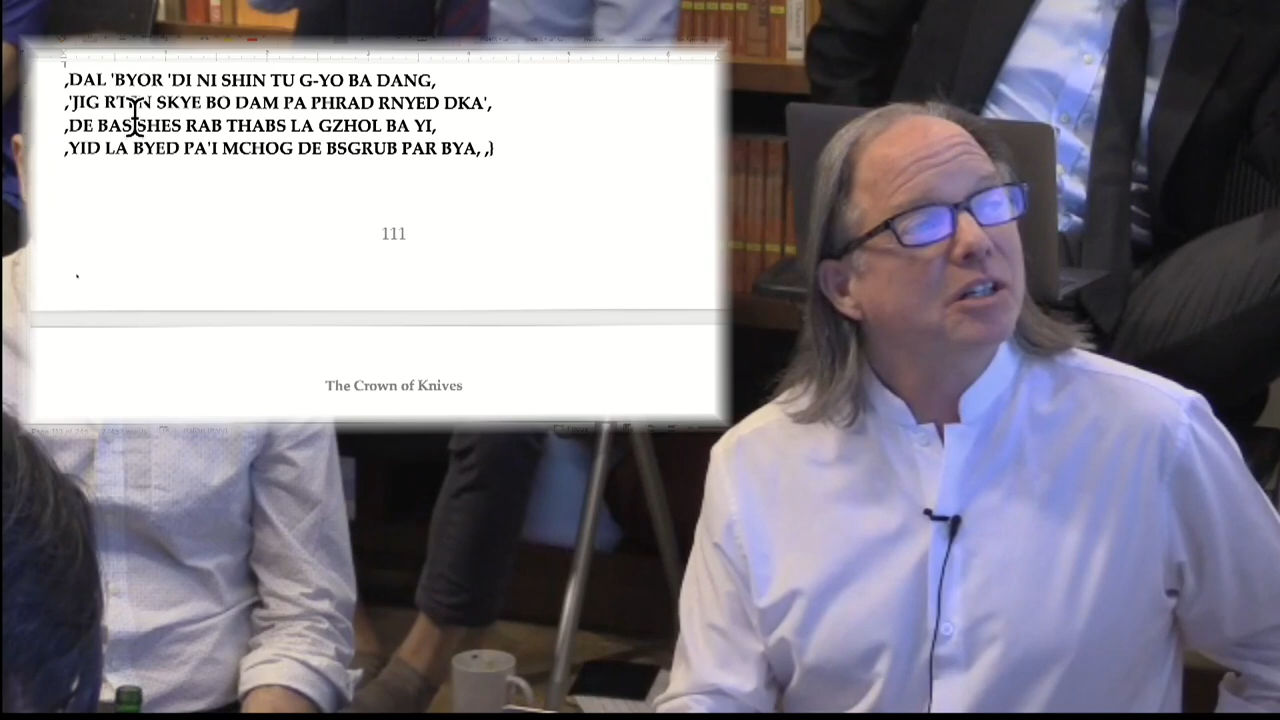 ,DAL 'BYOR 'DI NI SHIN TU G-YO BA DANG,
,'JIG SKYE BO DAM PA PHRAD RNYED DKA',
,DE BAS SHES RAB THABS LA GZHOL BA YI,
,YID LA BYED PA'I MCHOG DE BSGRUB PAR BYA, ,}
111
The Crown of Knives